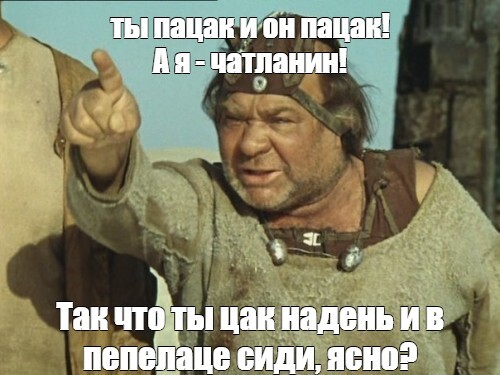 ты пацак и он пацак!
А я - чатланин!
Так что ты цак надень и в
пепелаце сиди, ясно?